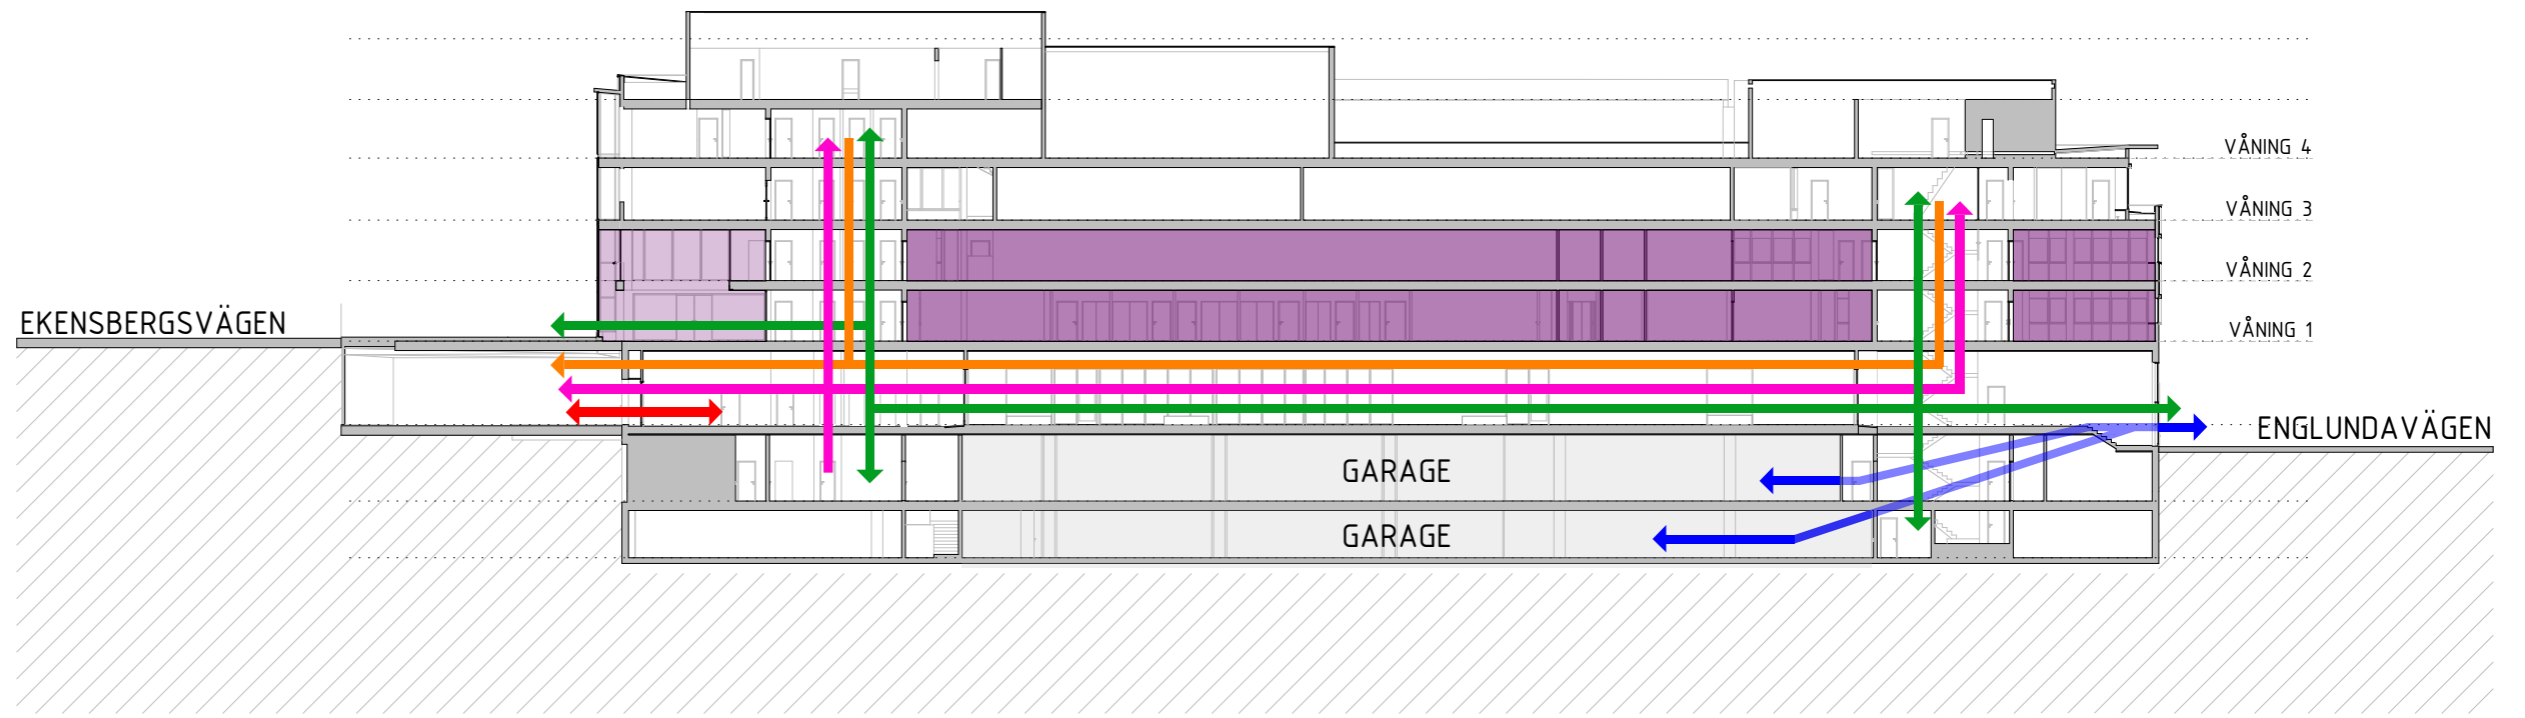 VÅNING 4
VÅNING 3
VÅNING 2
EKENSBERGSVÄGEN
VÅNING 1
ENGLUNDAVÄGEN
GARAGE
GARAGE